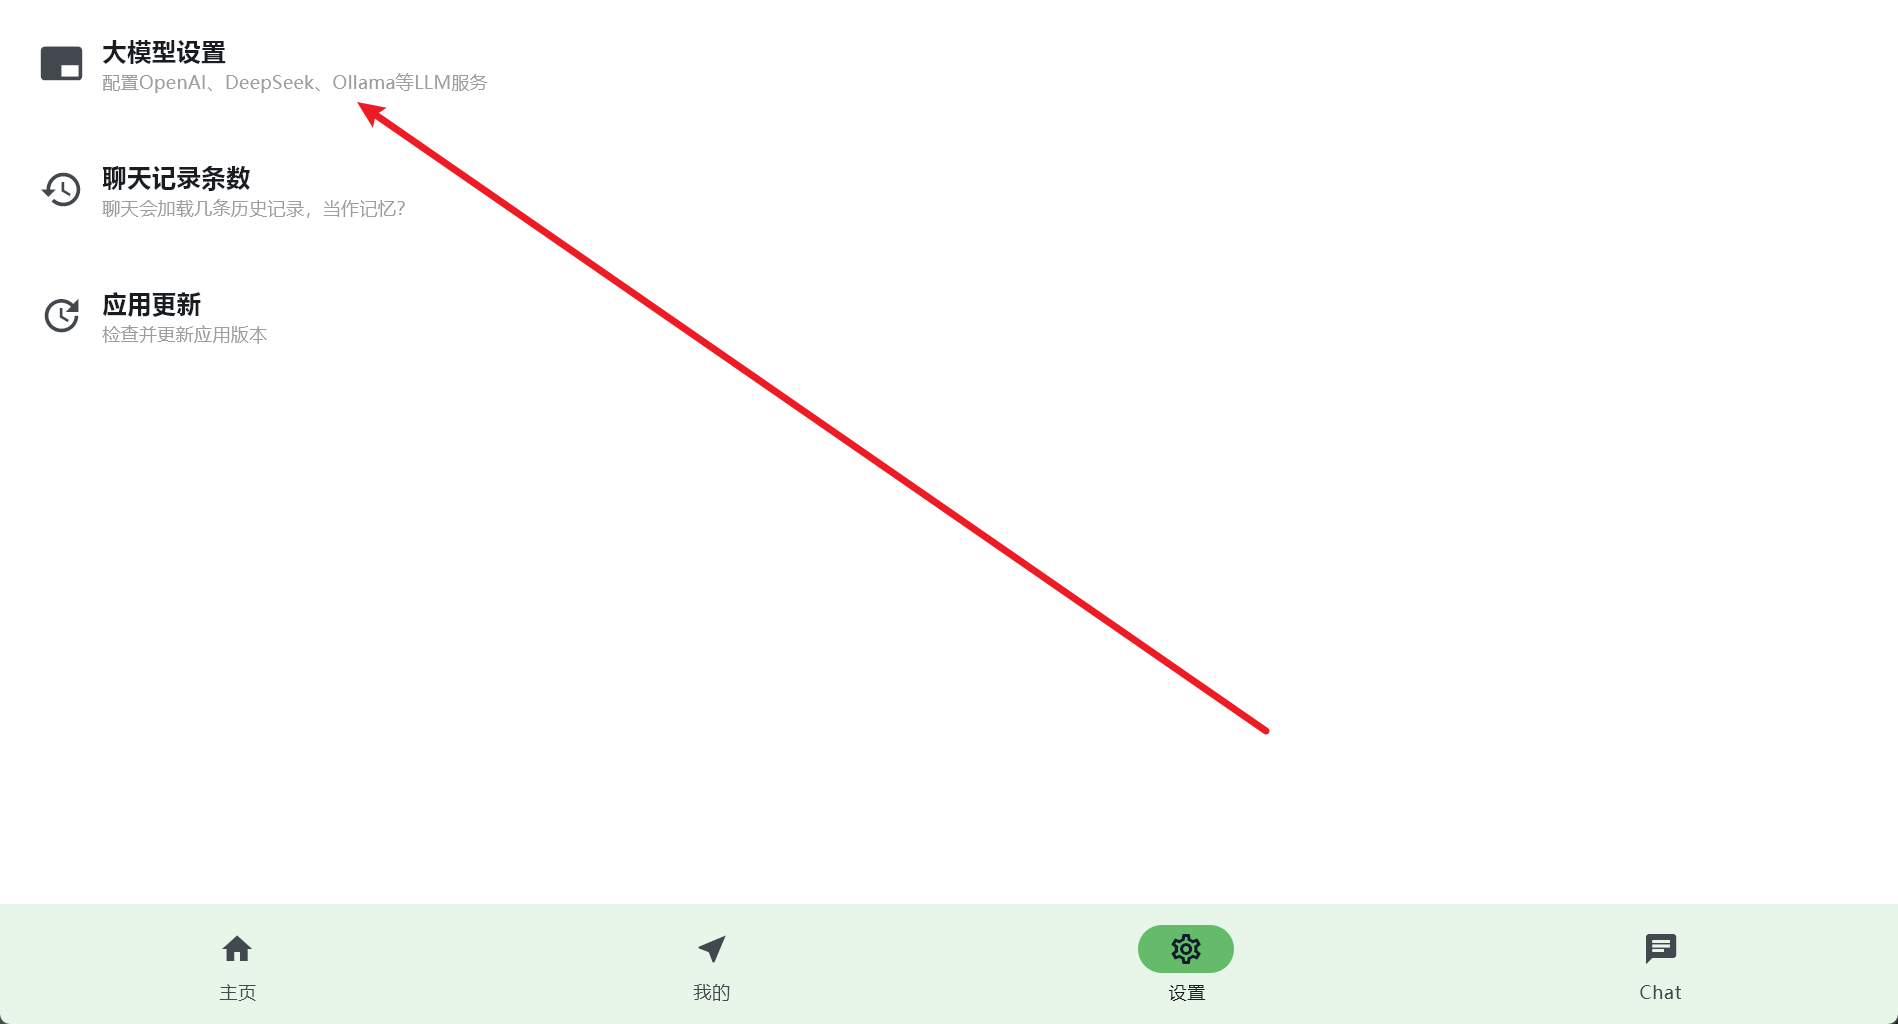 大模型设置
配置OpenAI、DeepSeek、Ollama等LLM服务
聊天记录条数
聊天会加载几条历史记录，当作记忆？
应用更新
检查并更新应用版本
主页
我的
设置
Chat